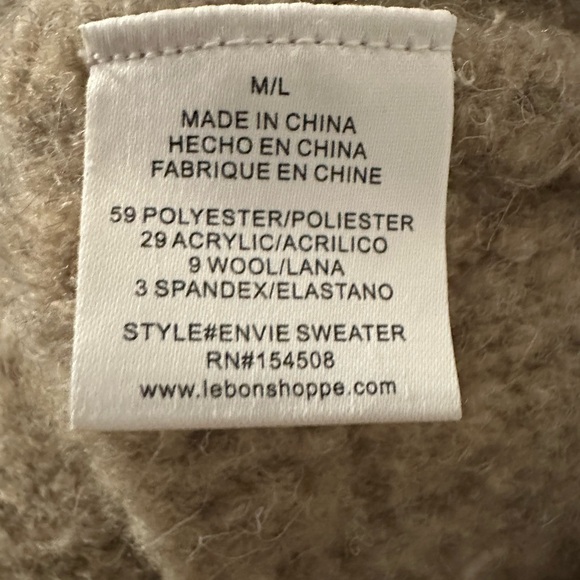 M/L
MADE IN CHINA
HECHO EN CHINA
FABRIQUE EN CHINE
59 POLYESTER/POLIESTER
29 ACRYLIC/ACRILICO
9 WOOL/LANA
3 SPANDEX/ELASTANO
STYLE#ENVIE SWEATER
RN#154508
www.lebonshoppe.com